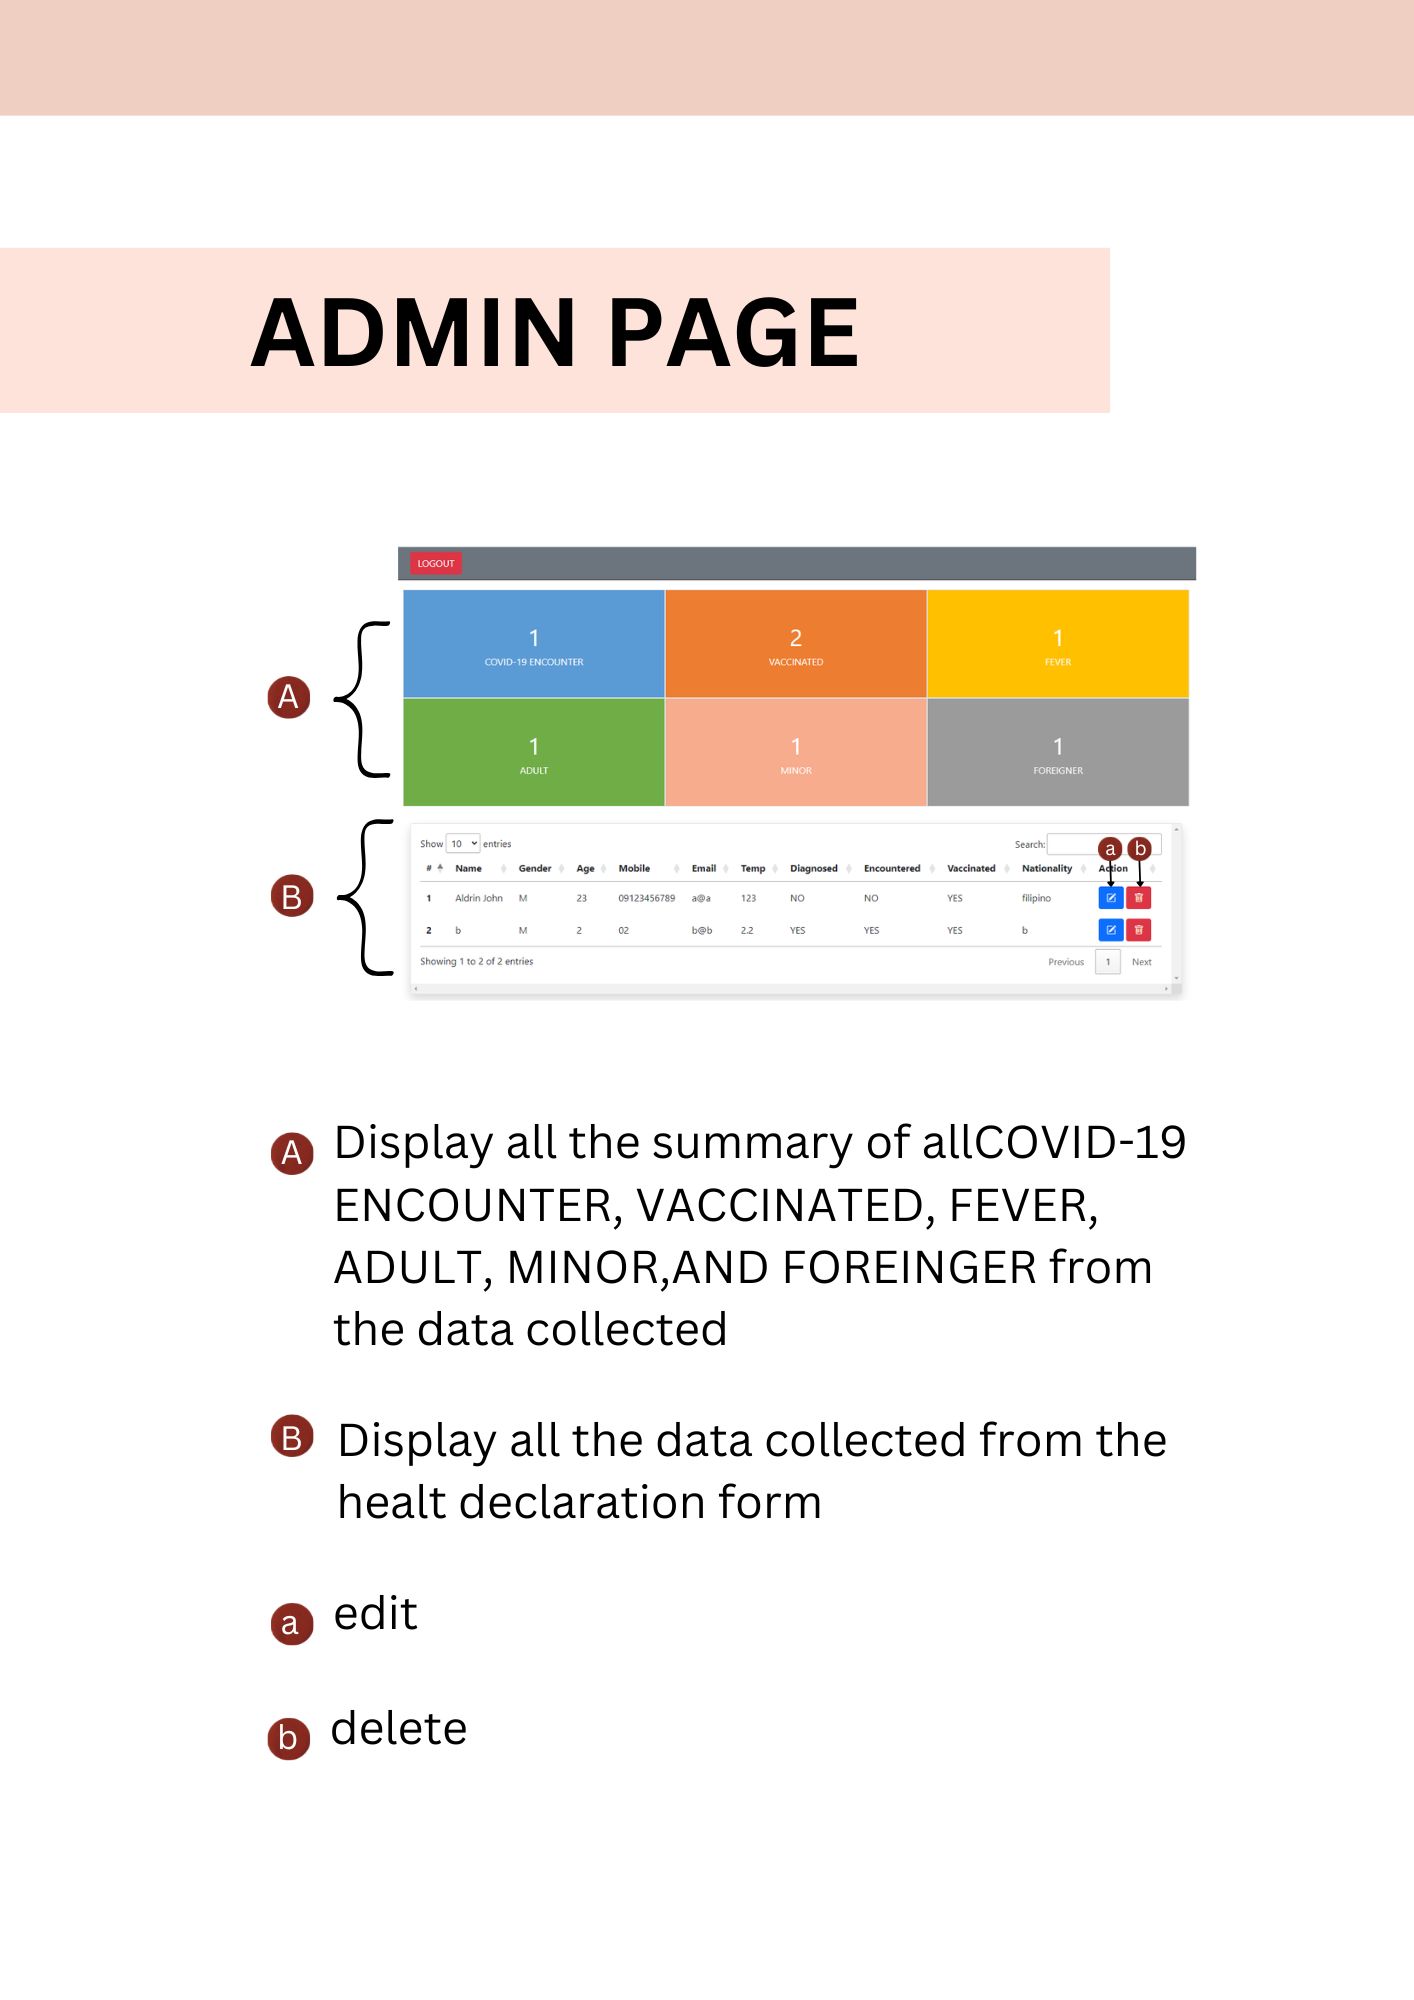 ADMIN PAGE
LOGOUT
1
COVID-19 ENCOUNTER
2
VACCINATED
1
FEVER
A
1
ADULT
1
MINOR
1
FOREIGNER
Show 10 entries
Search:
a b
# Name Gender Age Mobile Email Temp Diagnosed Encountered Vaccinated Nationality Action
B
1 Aldrin John M 23 09123456789 a@a 123 NO NO YES filipino
2 b M 2 02 b@b 2.2 YES YES YES b
Showing 1 to 2 of 2 entries
Previous 1 Next
A Display all the summary of allCOVID-19
ENCOUNTER, VACCINATED, FEVER,
ADULT, MINOR,AND FOREINGER from
the data collected
B Display all the data collected from the
healt declaration form
a edit
b delete